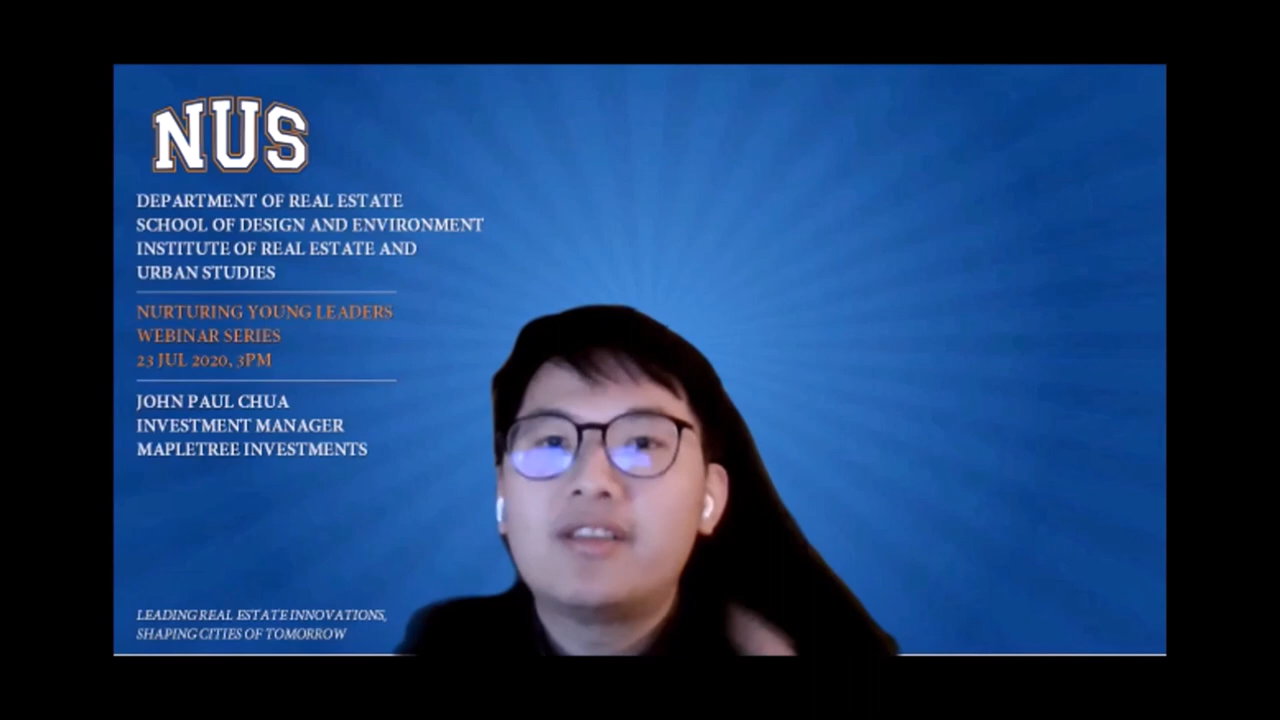 NUS
DEPARTMENT OF REAL ESTATE
SCHOOL OF DESIGN AND ENVIRONMENT
INSTITUTE OF REAL ESTATE AND
URBAN STUDIES
NURTURING YOUNG LEADERS
WEBINAR SERIES
23 JUL 2020, 3PM
JOHN PAUL CHUA
INVESTMENT MANAGER
MAPLETREE INVESTMENTS
LEADING REAL ESTATE INNOVATIONS,
SHAPING CITIES OF TOMORROW